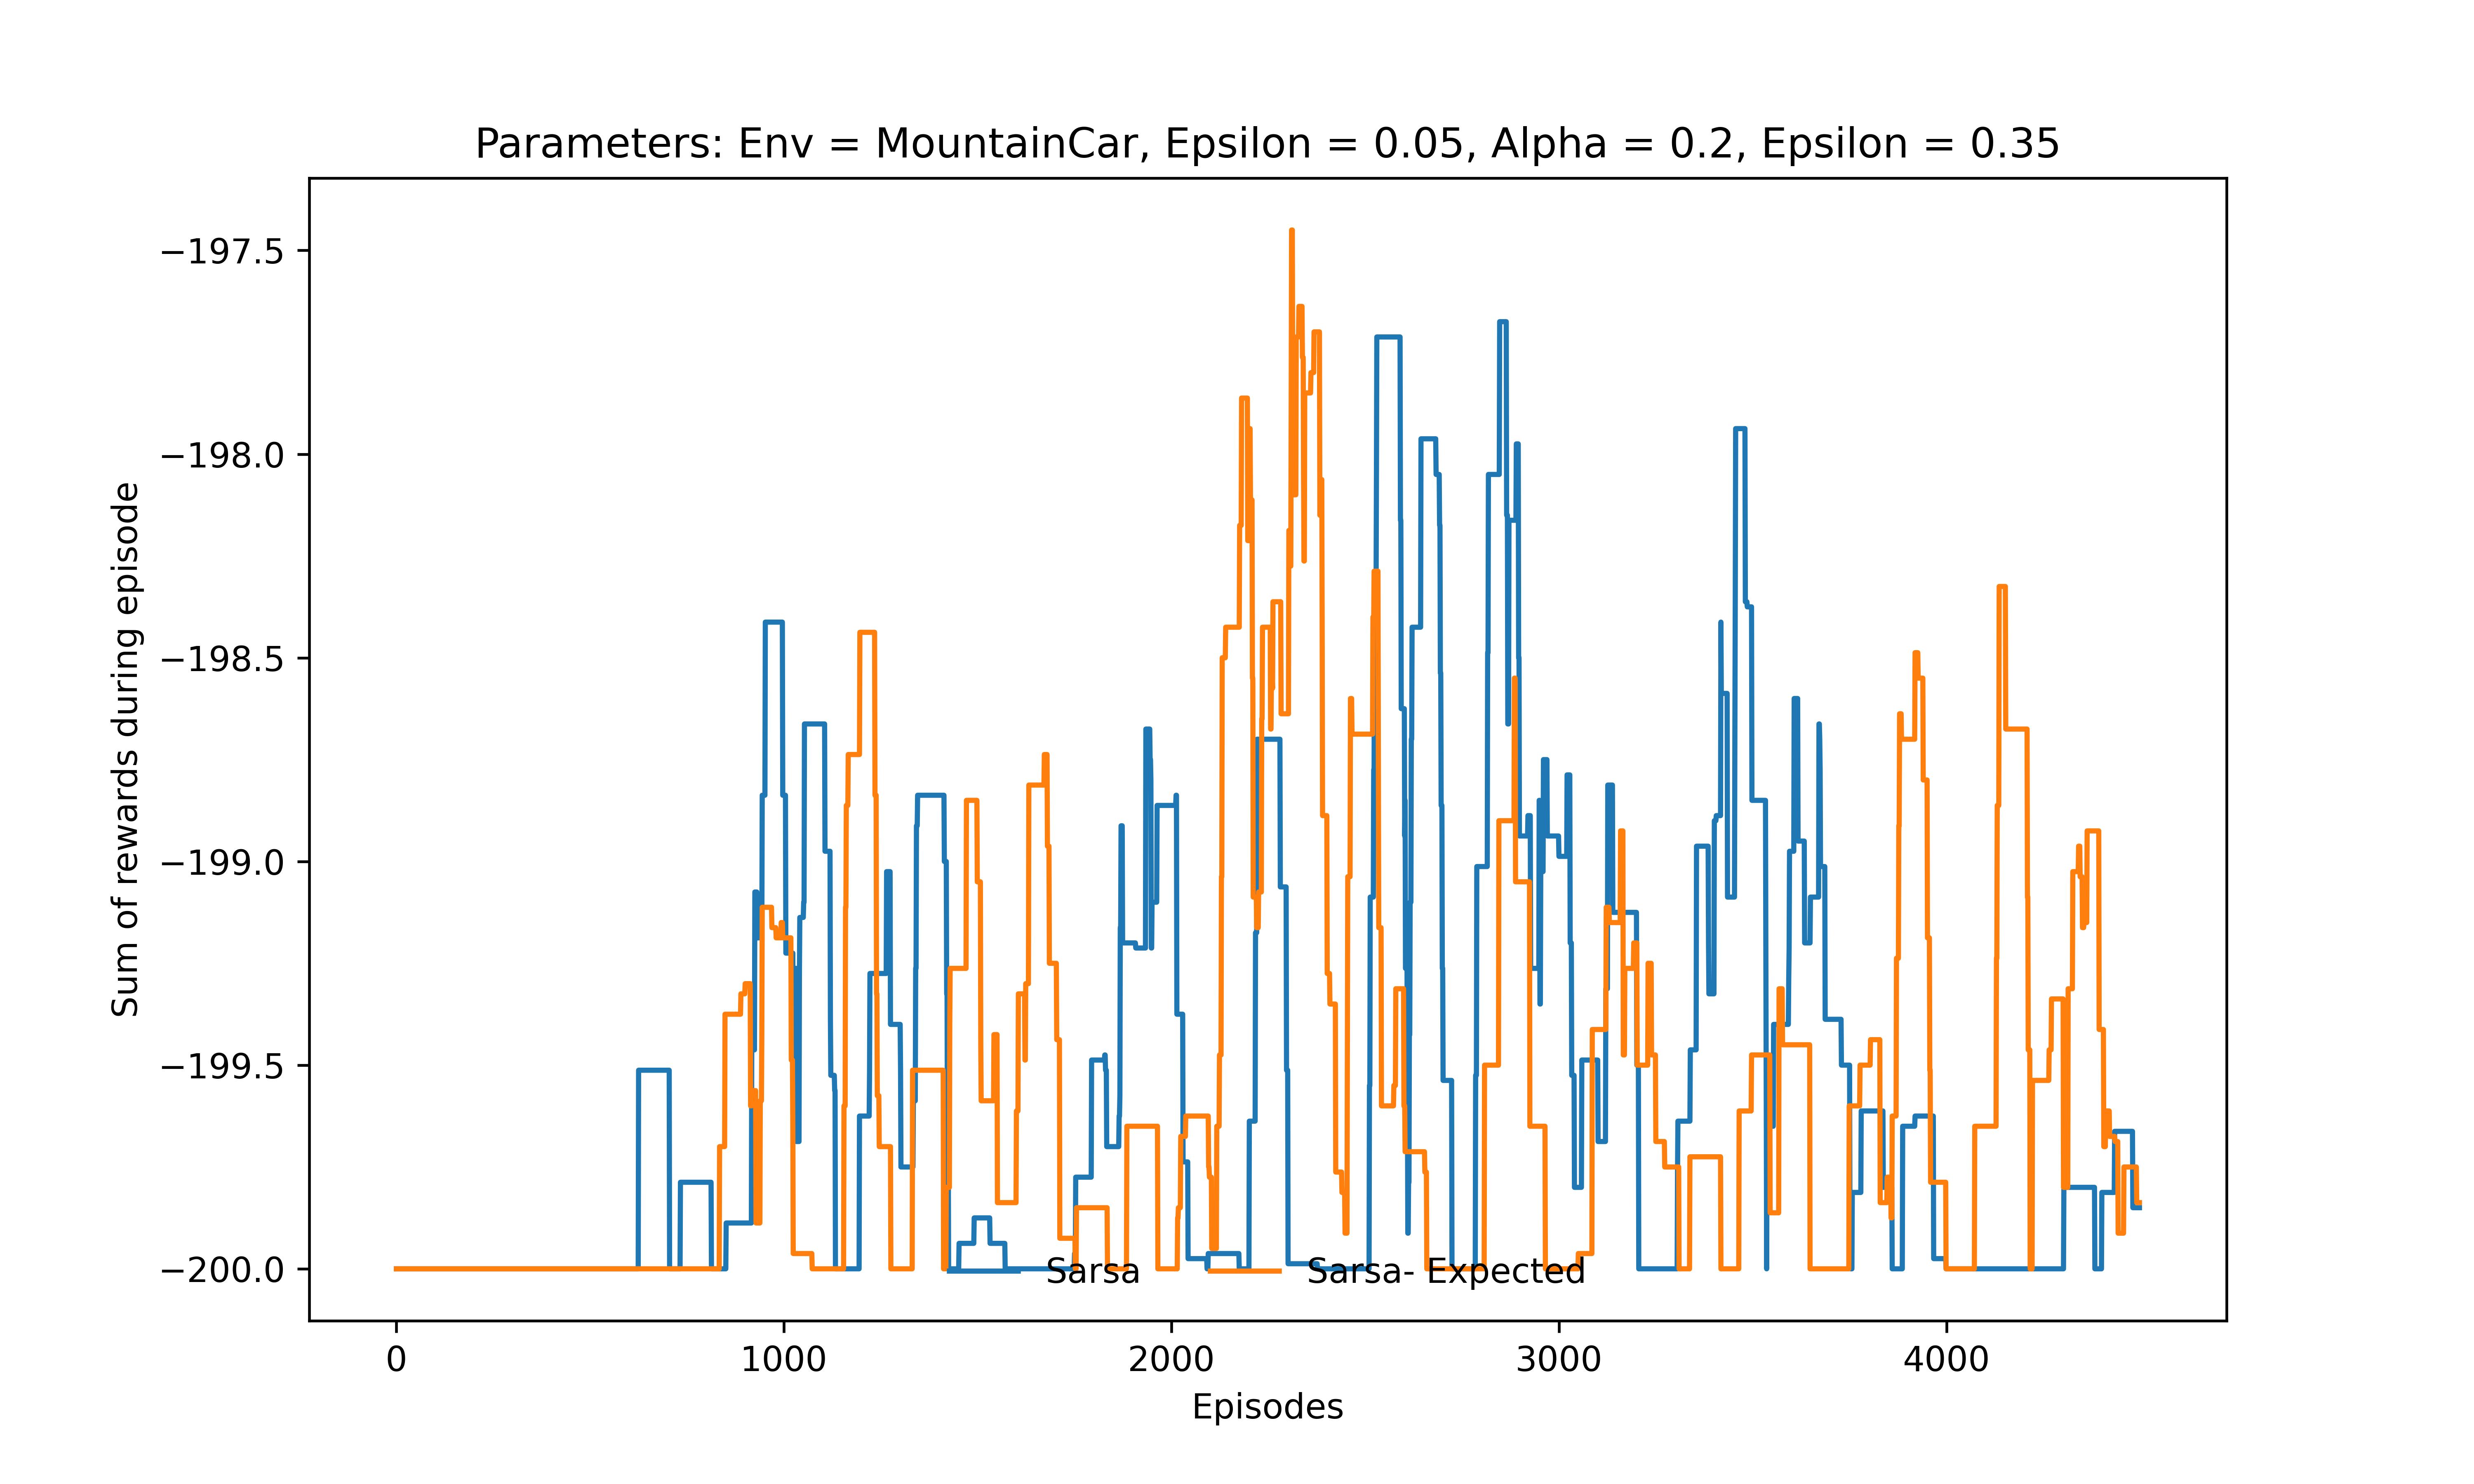 Parameters: Env = MountainCar, Epsilon = 0.05, Alpha = 0.2, Epsilon = 0.35
Sum of rewards during episode
−197.5
−198.0
−198.5
−199.0
−199.5
−200.0
Sarsa
Sarsa- Expected
0
1000
2000
3000
4000
Episodes